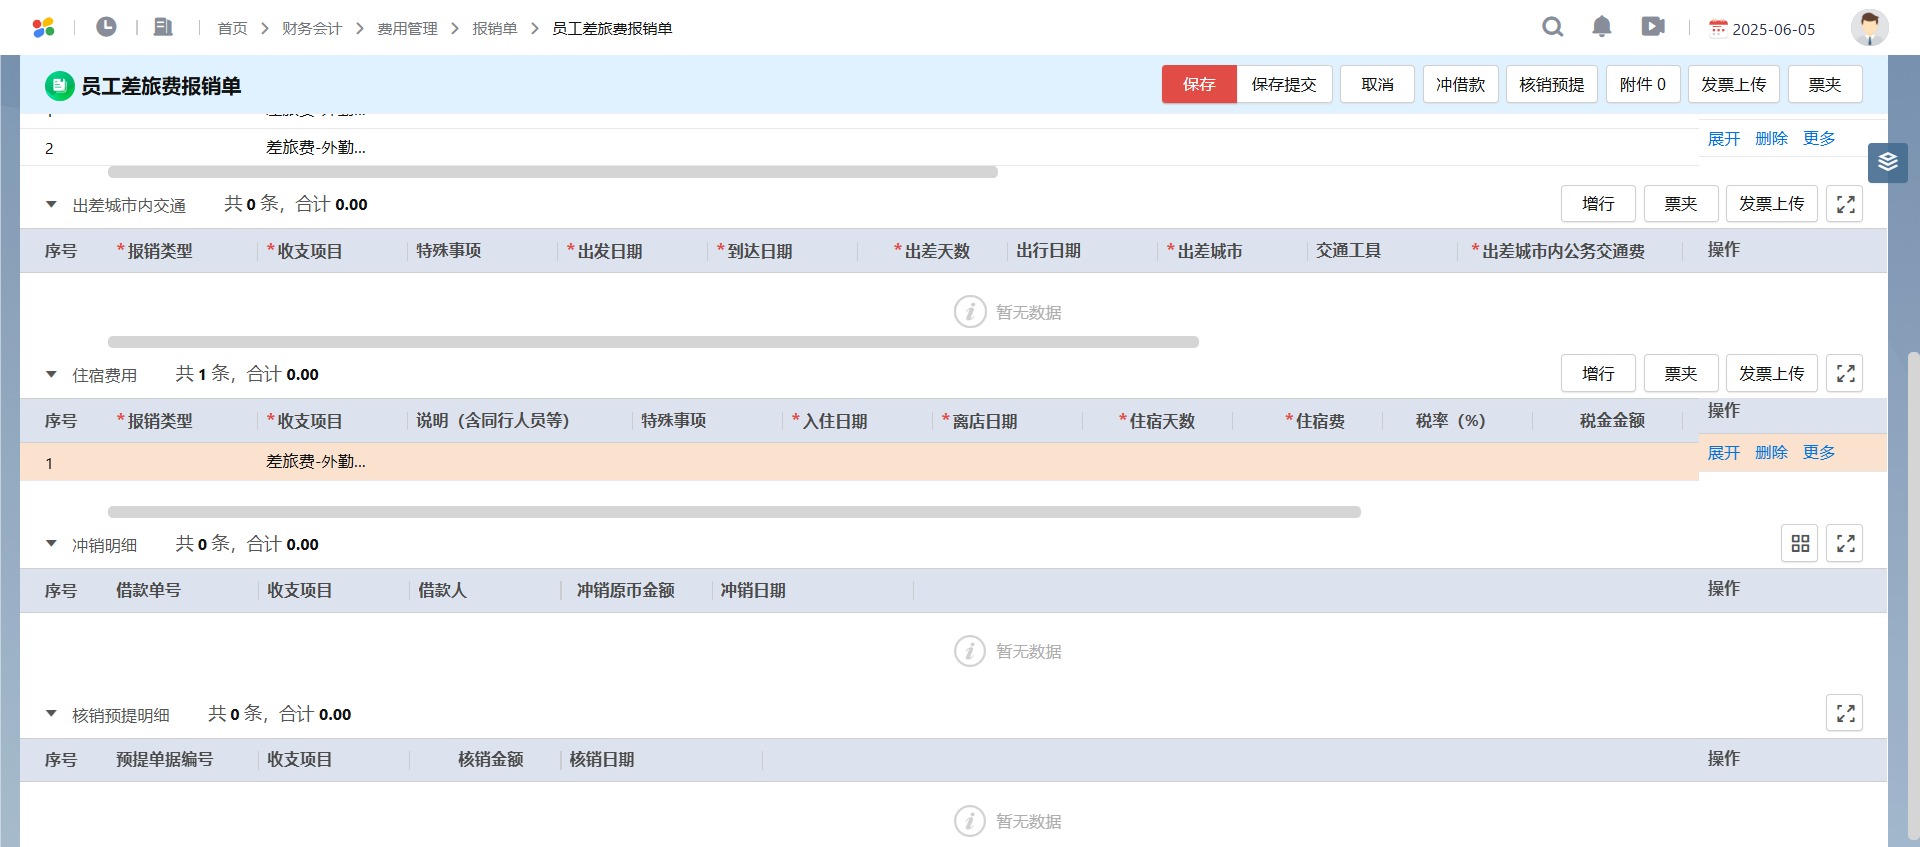 首页 > 财务会计 > 费用管理 > 报销单 > 员工差旅费报销单 2025-06-05
员工差旅费报销单 保存 保存提交 取消 冲借款 核销预提 附件 0 发票上传 票夹
2 差旅费-外勤... 展开 删除 更多
出差城市内交通 共 0 条，合计 0.00 增行 票夹 发票上传
序号 *报销类型 *收支项目 特殊事项 *出发日期 *到达日期 *出差天数 出行日期 *出差城市 交通工具 *出差城市内公务交通费 操作
暂无数据
住宿费用 共 1 条，合计 0.00 增行 票夹 发票上传
序号 *报销类型 *收支项目 说明（含同行人员等） 特殊事项 *入住日期 *离店日期 *住宿天数 *住宿费 税率（%） 税金金额 操作
1 差旅费-外勤... 展开 删除 更多
冲销明细 共 0 条，合计 0.00
序号 借款单号 收支项目 借款人 冲销原币金额 冲销日期 操作
暂无数据
核销预提明细 共 0 条，合计 0.00
序号 预提单据编号 收支项目 核销金额 核销日期 操作
暂无数据